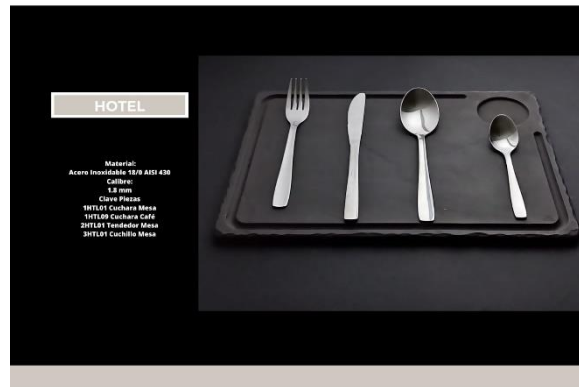 HOTEL
Material:
Acero Inoxidable 18/0 AISI 430
Calibre:
1.8 mm
Clave Piezas
1HTL01 Cuchara Mesa
1HTL09 Cuchara Café
2HTL01 Tendedor Mesa
3HTL01 Cuchillo Mesa